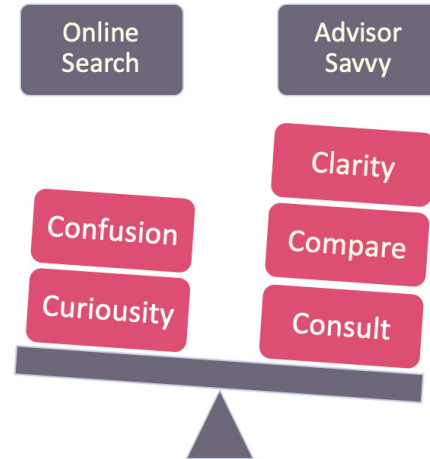 Online
Search
Advisor
Savvy
Confusion
Curiousity
Clarity
Compare
Consult